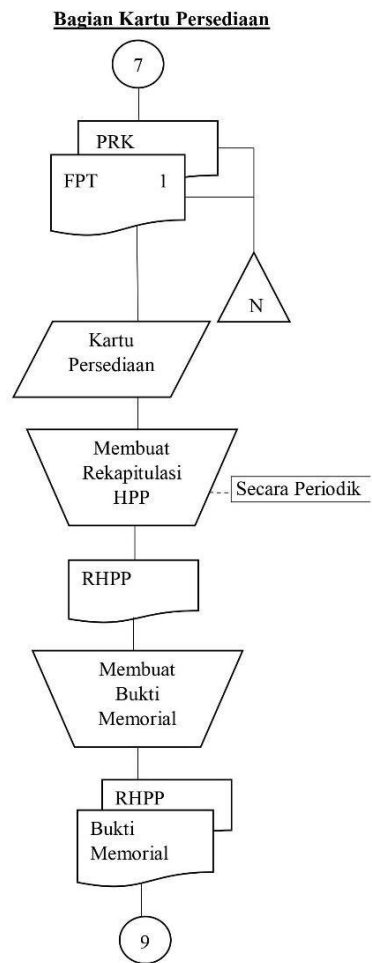 Bagian Kartu Persediaan
7
PRK
FPT 1
N
Kartu
Persediaan
Membuat
Rekapitulasi
HPP
Secara Periodik
RHPP
Membuat
Bukti
Memorial
RHPP
Bukti
Memorial
9